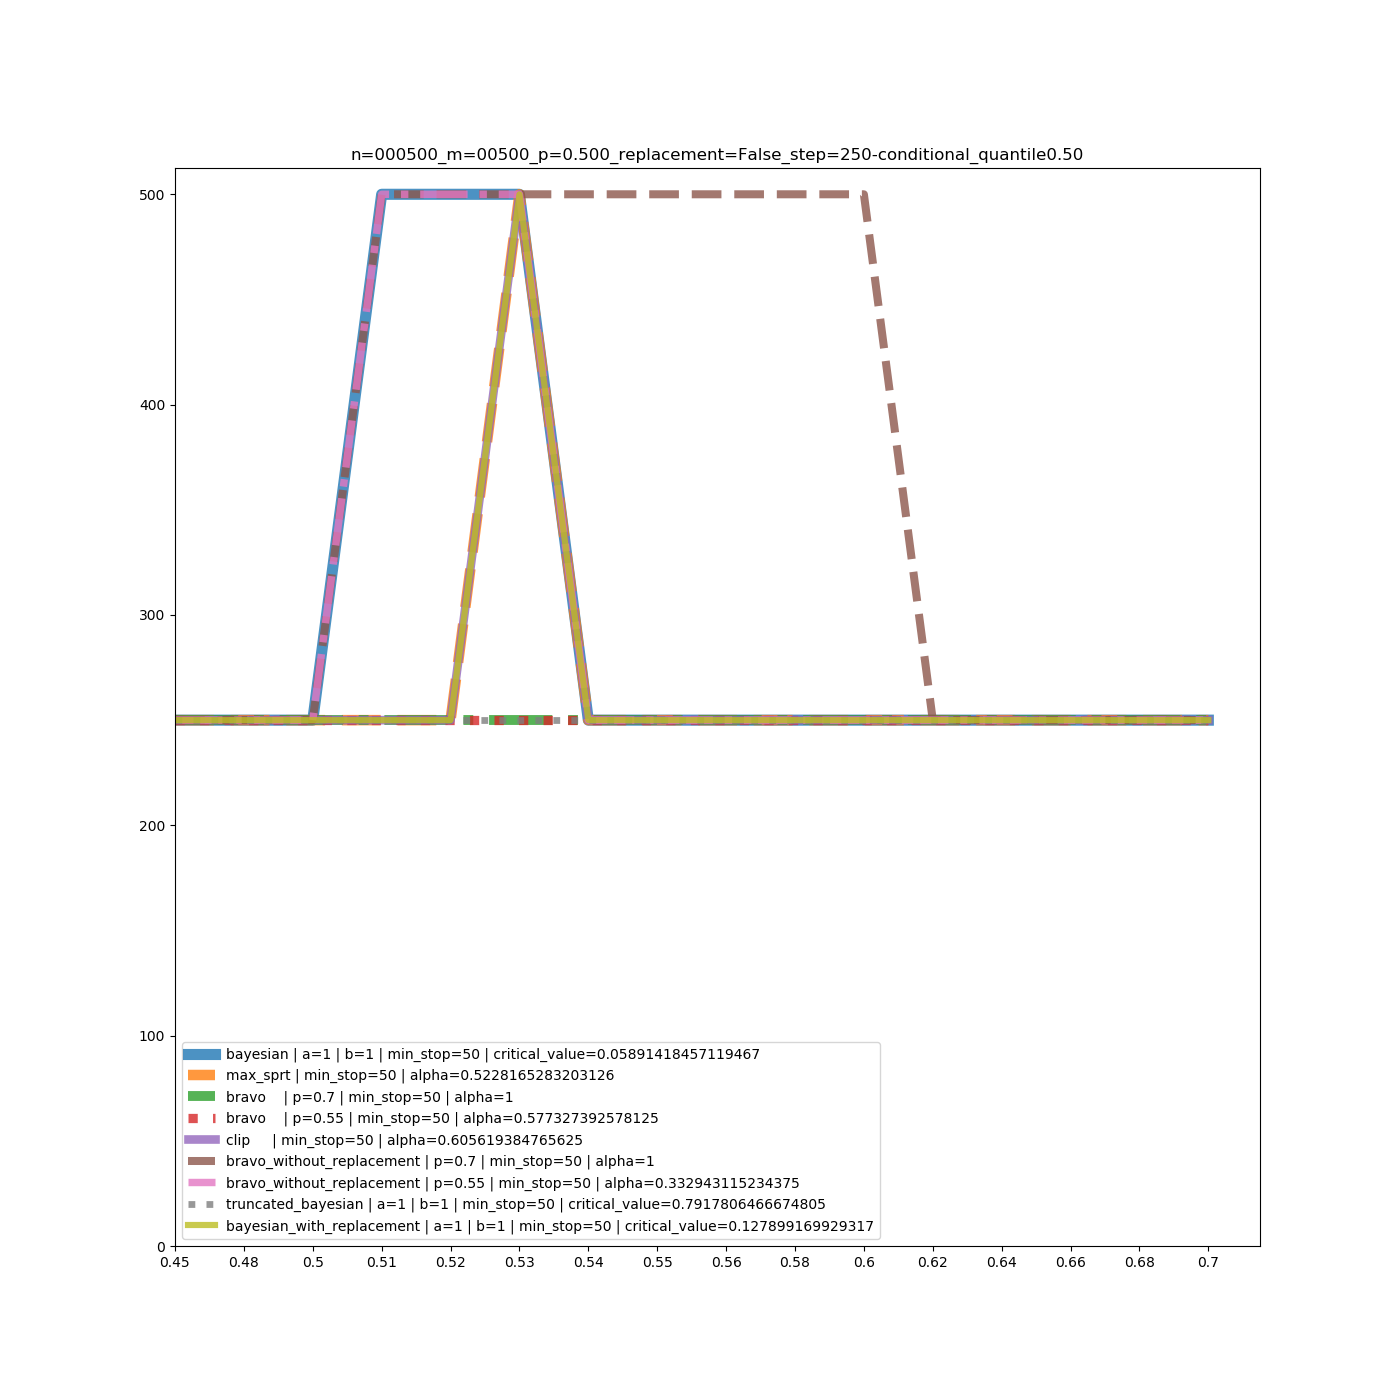 n=000500_m=00500_p=0.500_replacement=False_step=250-conditional_quantile0.50
500
400
300
200
100
0
bayesian | a=1 | b=1 | min_stop=50 | critical_value=0.05891418457119467
max_sprt | min_stop=50 | alpha=0.5228165283203126
bravo | p=0.7 | min_stop=50 | alpha=1
bravo | p=0.55 | min_stop=50 | alpha=0.577327392578125
clip | min_stop=50 | alpha=0.605619384765625
bravo_without_replacement | p=0.7 | min_stop=50 | alpha=1
bravo_without_replacement | p=0.55 | min_stop=50 | alpha=0.332943115234375
truncated_bayesian | a=1 | b=1 | min_stop=50 | critical_value=0.7917806466674805
bayesian_with_replacement | a=1 | b=1 | min_stop=50 | critical_value=0.127899169929317
0.45 0.48 0.5 0.51 0.52 0.53 0.54 0.55 0.56 0.58 0.6 0.62 0.64 0.66 0.68 0.7